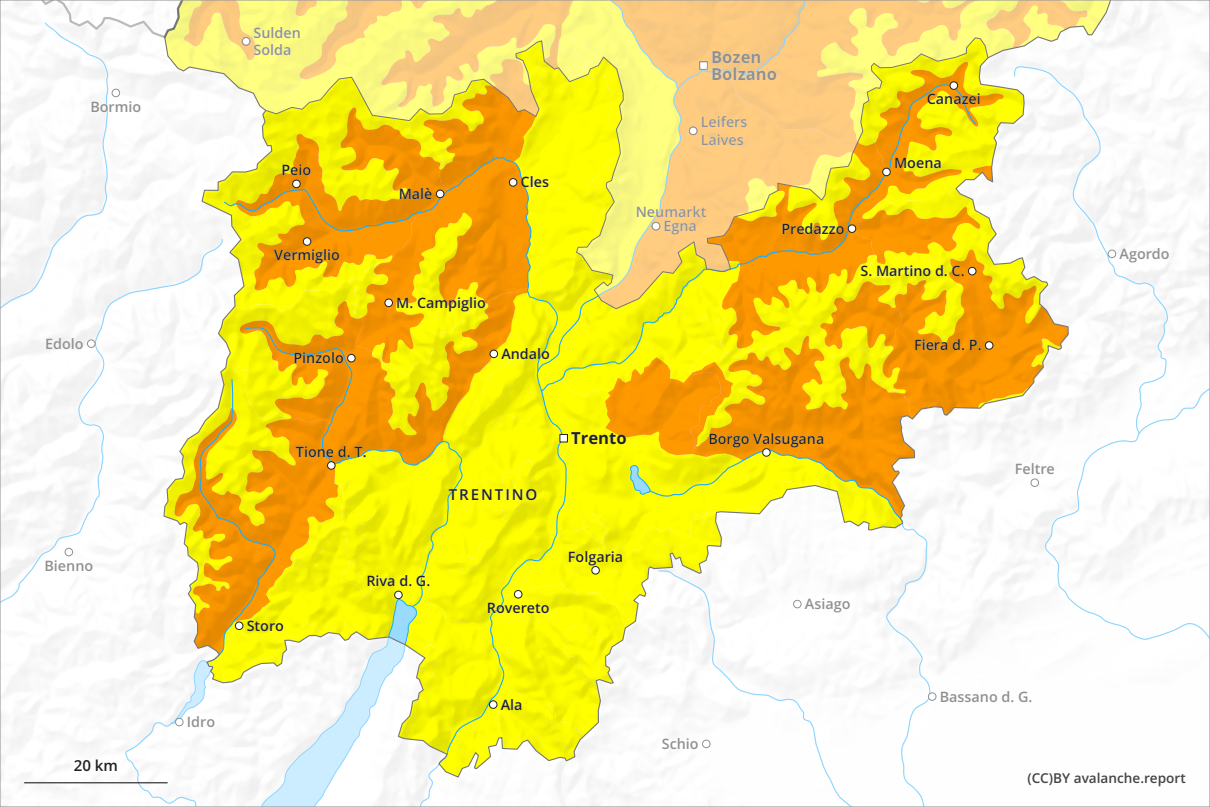 Sulden
Solda
Bozen
Bolzano
Canazei
Bormio
Leifers
Laives
Moena
Peio
Malè
Cles
Neumarkt
Egna
Predazzo
Vermiglio
Agordo
S. Martino d. C.
M. Campiglio
Edolo
Pinzolo
Andalo
Fiera d. P.
Trento
Borgo Valsugana
Tione d. T.
Feltre
TRENTINO
Bienno
Folgaria
Riva d. G.
Rovereto
Asiago
Storo
Bassano d. G.
Ala
Idro
Schio
20 km
(CC)BY avalanche.report